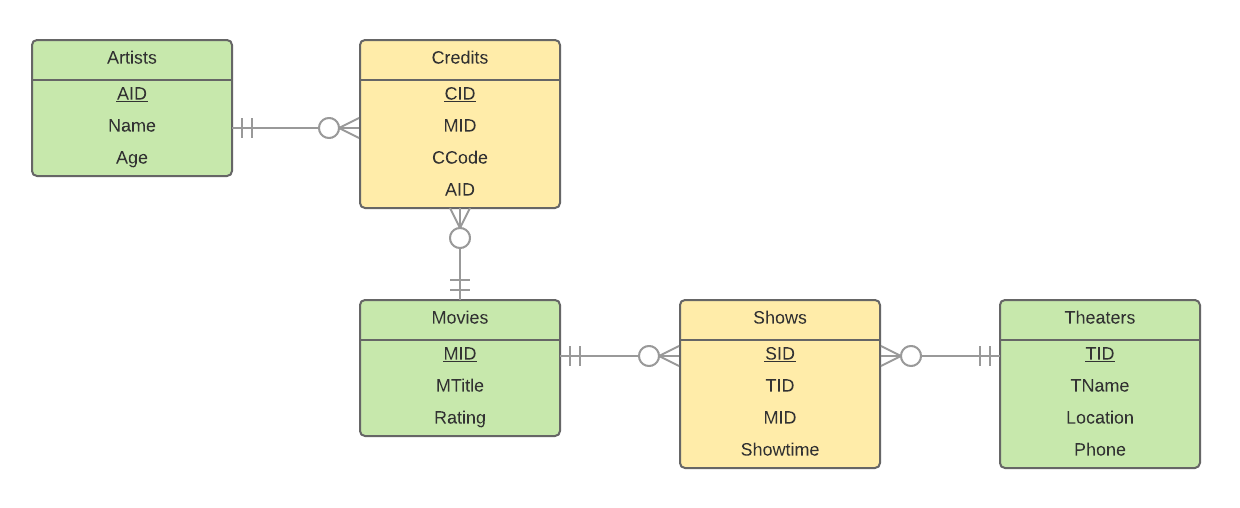 Artists
AID
Name
Age
Credits
CID
MID
CCode
AID
Movies
MID
MTitle
Rating
Shows
SID
TID
MID
Showtime
Theaters
TID
TName
Location
Phone